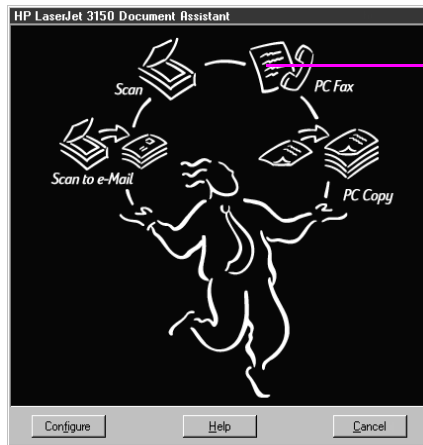 HP LaserJet 3150 Document Assistant
Scan
PC Fax
Scan to e-Mail
PC Copy
Configure
Help
Cancel